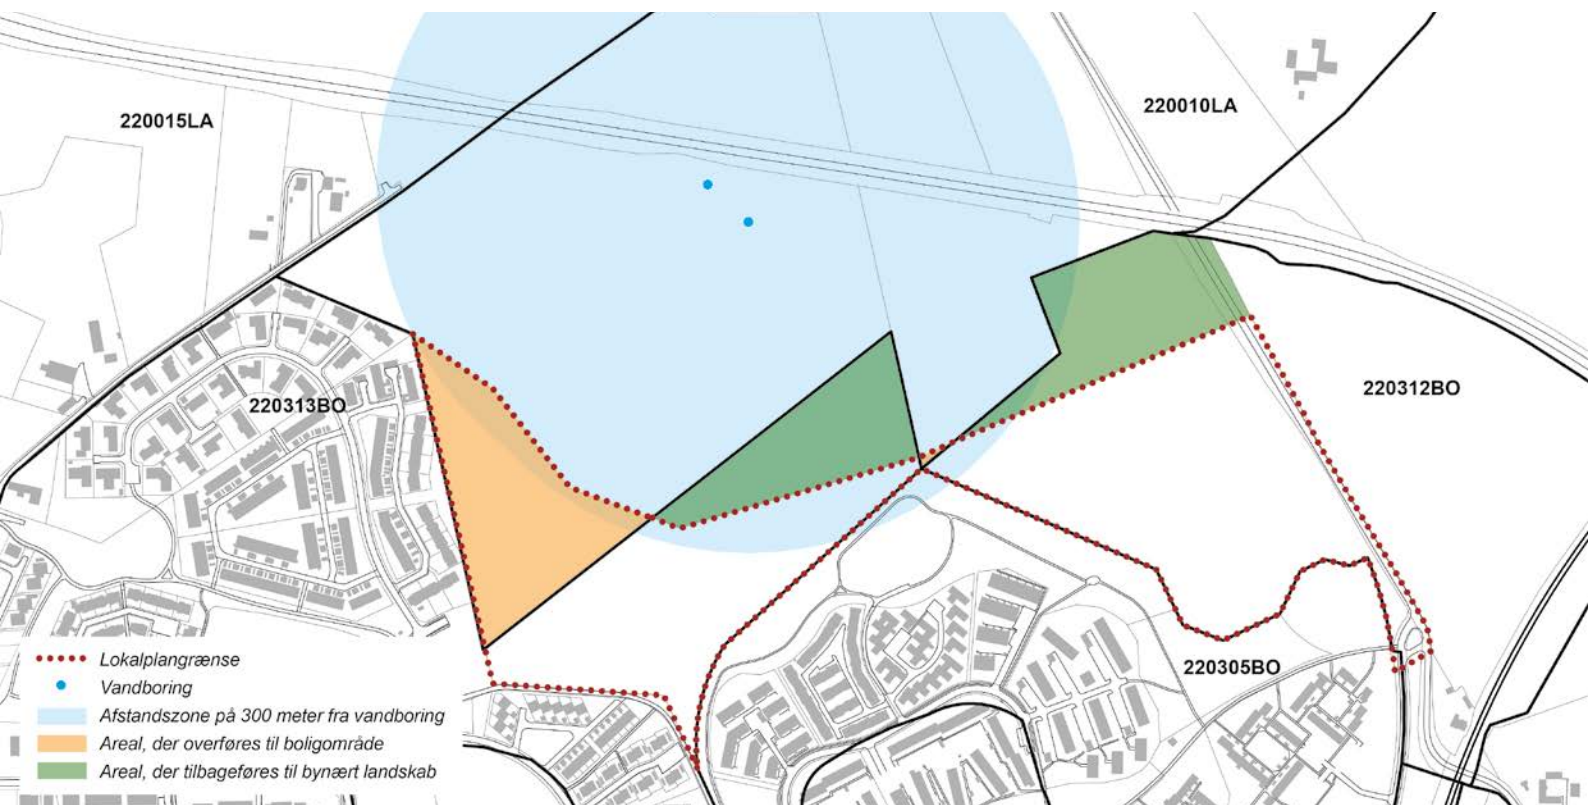 220010LA
220015LA
220312BO
220313BO
220305BO
Lokalplangrænse
Vandboring
Afstandszone på 300 meter fra vandboring
Areal, der overføres til boligområde
Areal, der tilbageføres til bynært landskab